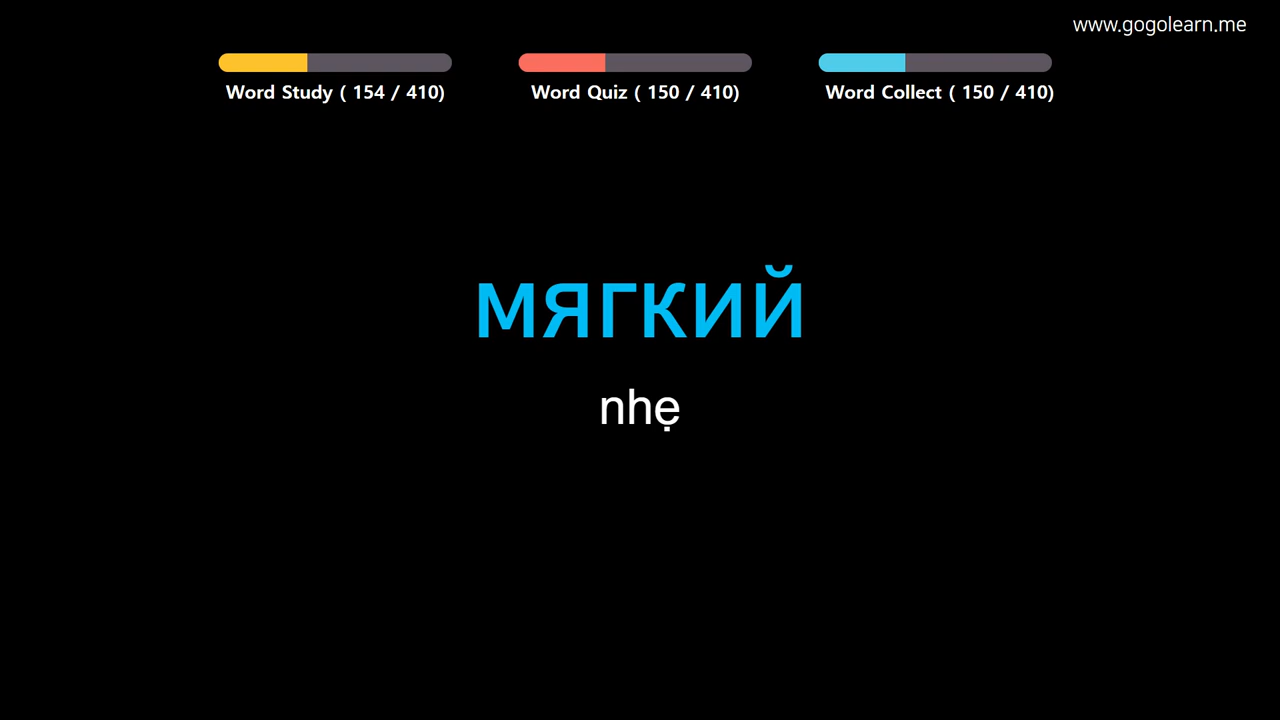 www.gogolearn.me
Word Study ( 154 / 410)
Word Quiz ( 150 / 410)
Word Collect ( 150 / 410)
мягкий
nhẹ